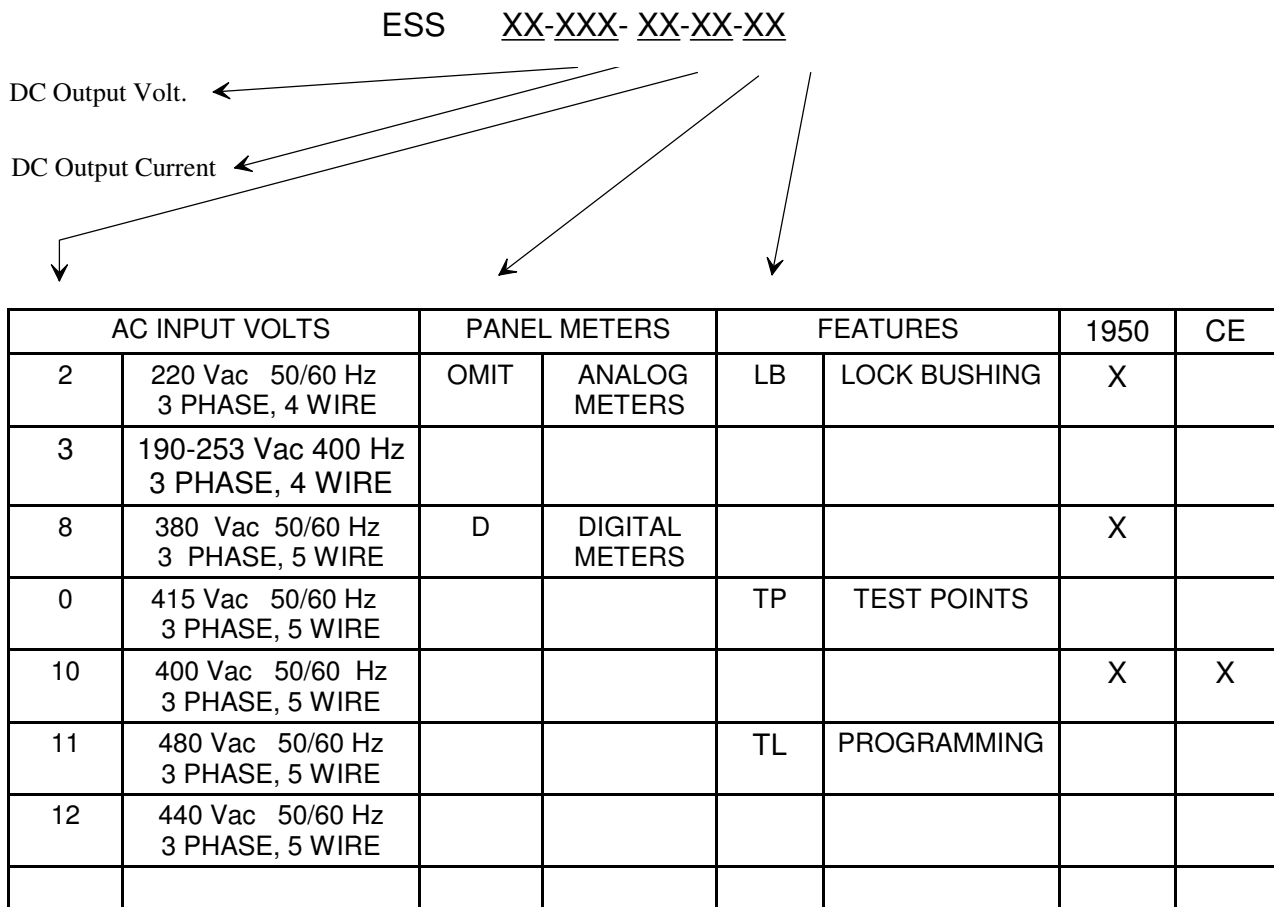 ESS XX-XXX- XX-XX-XX
DC Output Volt.
DC Output Current
AC INPUT VOLTS PANEL METERS FEATURES 1950 CE
2 220 Vac 50/60 Hz OMIT ANALOG LB LOCK BUSHING X
3 PHASE, 4 WIRE METERS
3 190-253 Vac 400 Hz
3 PHASE, 4 WIRE
8 380 Vac 50/60 Hz D DIGITAL X
3 PHASE, 5 WIRE METERS
0 415 Vac 50/60 Hz TP TEST POINTS
3 PHASE, 5 WIRE
10 400 Vac 50/60 Hz X X
3 PHASE, 5 WIRE
11 480 Vac 50/60 Hz TL PROGRAMMING
3 PHASE, 5 WIRE
12 440 Vac 50/60 Hz
3 PHASE, 5 WIRE